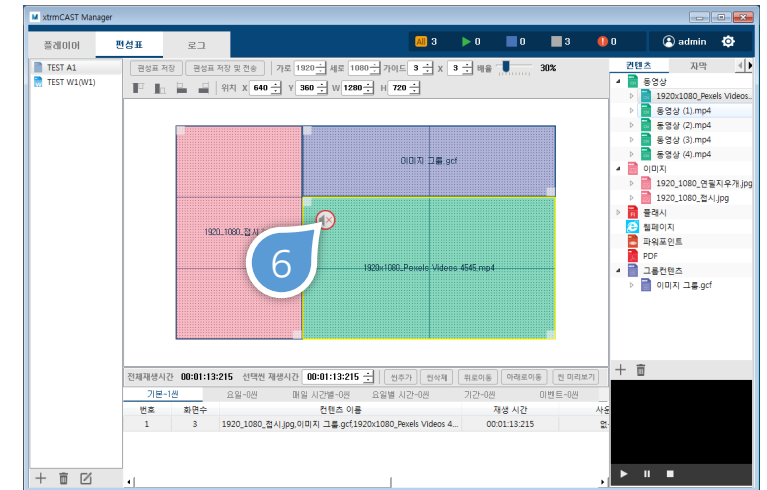 xtrmCAST Manager
플레이어 편성표 로그
All 3 0 0 3 0 admin
TEST A1
TEST W1(W1)
편성표 저장 편성표 저장 및 전송 가로 1920 세로 1080 가이드 3 x 3 배율 30%
위치 X 640 Y 360 W 1280 H 720
이미지 그룹.gcf
1920_1080_접시
6
1920x1080_Pexels Videos 4545.mp4
컨텐츠 자막
동영상
1920x1080_Pexels Videos..
동영상 (1).mp4
동영상 (2).mp4
동영상 (3).mp4
동영상 (4).mp4
이미지
1920_1080_연필지우개.jpg
1920_1080_접시.jpg
플래시
웹페이지
파워포인트
PDF
그룹컨텐츠
이미지 그룹.gcf
전체재생시간 00:01:13:215 선택씬 재생시간 00:01:13:215 씬추가 씬삭제 위로이동 아래로이동 씬 미리보기
기본-1씬 요일-0씬 매일 시간별-0씬 요일별 시간-0씬 기간-0씬 이벤트-0씬
번호 화면수 컨텐츠 이름 재생 시간 사용
1 3 1920_1080_접시.jpg,이미지 그룹.gcf,1920x1080_Pexels Videos 4... 00:01:13:215